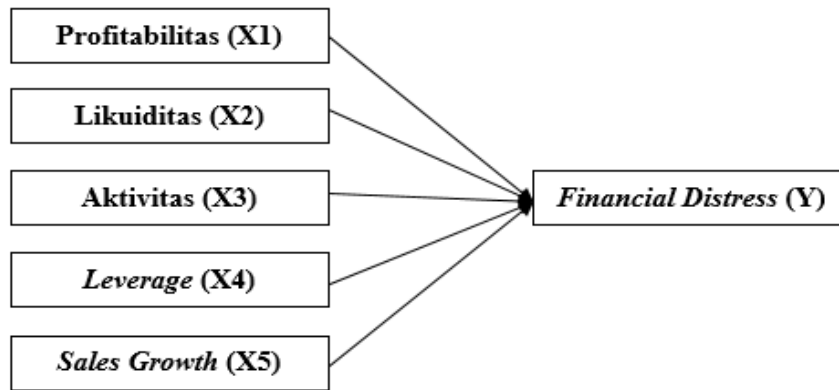 Profitabilitas (X1)
Likuiditas (X2)
Aktivitas (X3)
Financial Distress (Y)
Leverage (X4)
Sales Growth (X5)